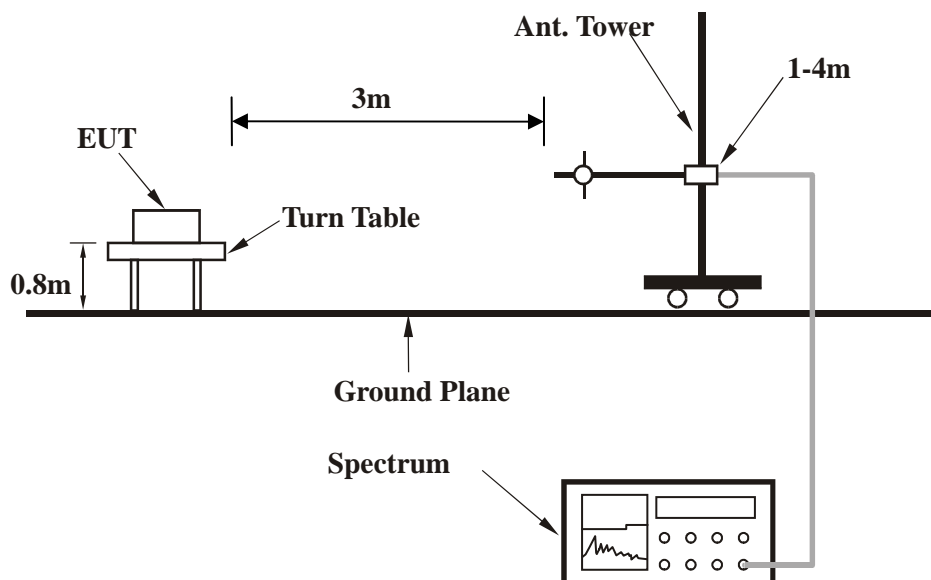 Ant. Tower
1-4m
3m
EUT
Turn Table
0.8m
Ground Plane
Spectrum